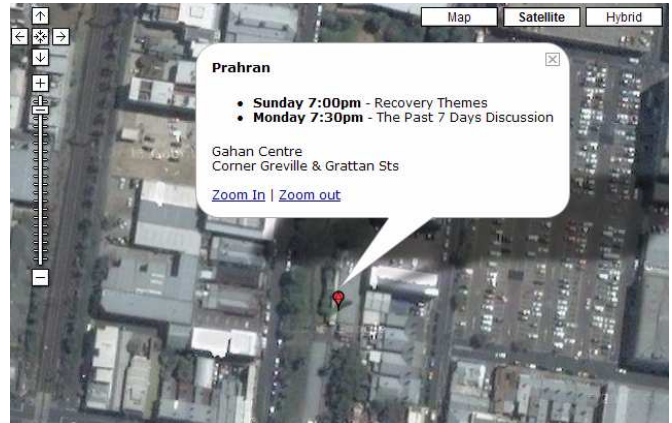 Map Satellite Hybrid
Prahran
• Sunday 7:00pm - Recovery Themes
• Monday 7:30pm - The Past 7 Days Discussion
Gahan Centre
Corner Greville & Grattan Sts
Zoom In | Zoom out